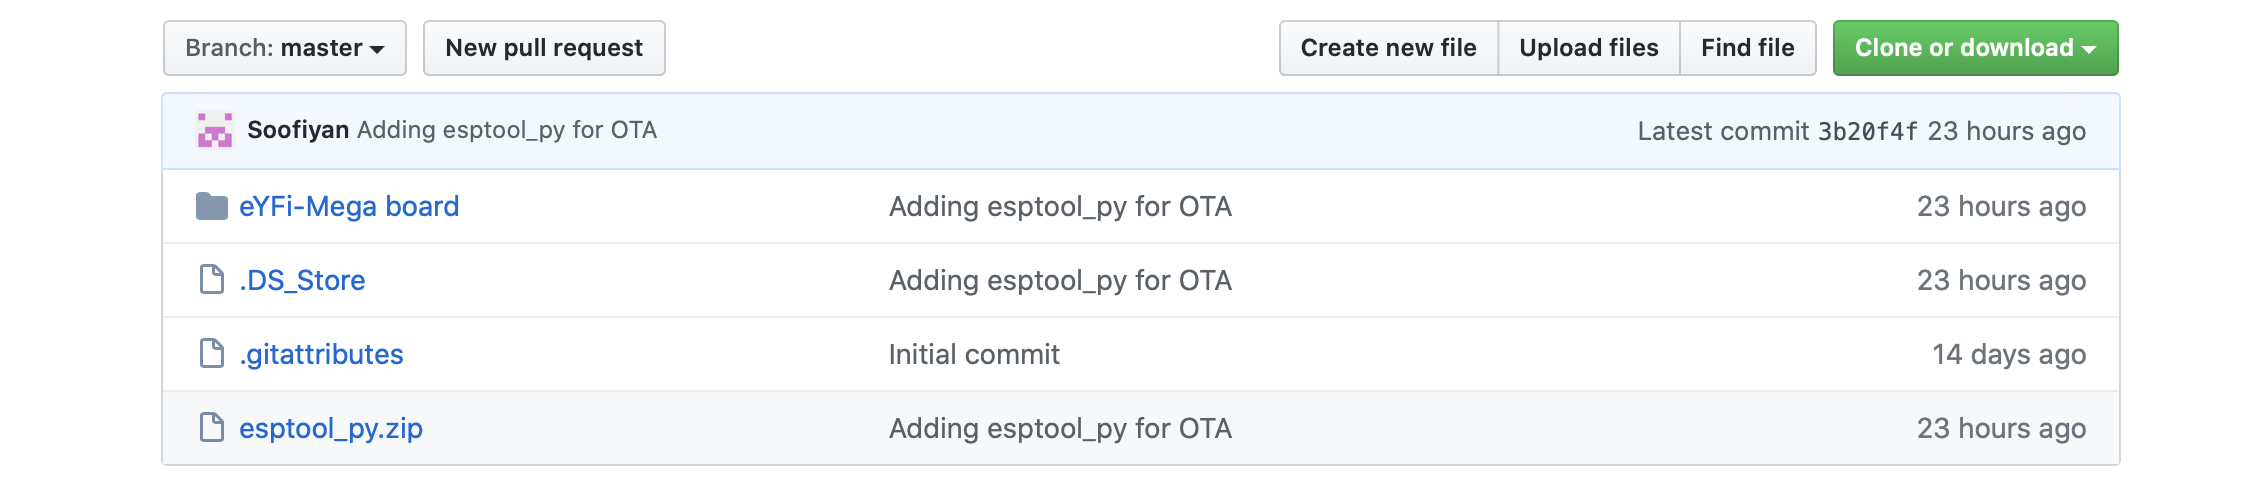 Branch: master New pull request Create new file Upload files Find file Clone or download
Soofiyan Adding esptool_py for OTA Latest commit 3b20f4f 23 hours ago
eYFi-Mega board Adding esptool_py for OTA 23 hours ago
.DS_Store Adding esptool_py for OTA 23 hours ago
.gitattributes Initial commit 14 days ago
esptool_py.zip Adding esptool_py for OTA 23 hours ago